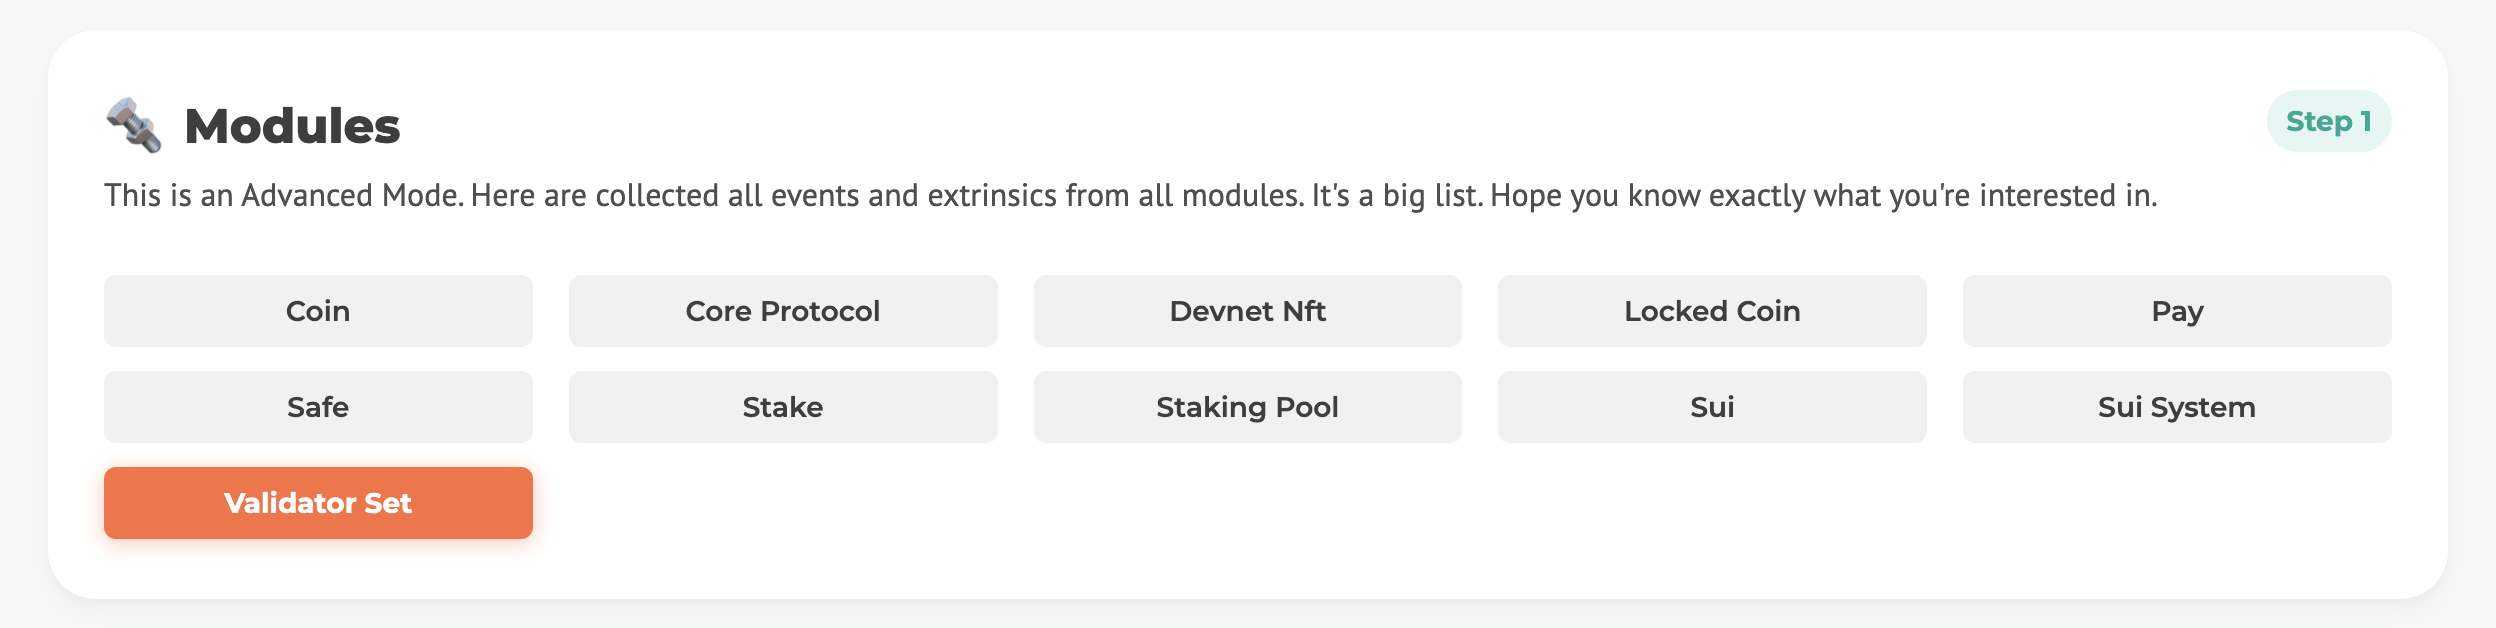 Modules
Step 1
This is an Advanced Mode. Here are collected all events and extrinsics from all modules. It's a big list. Hope you know exactly what you're interested in.
Coin
Core Protocol
Devnet Nft
Locked Coin
Pay
Safe
Stake
Staking Pool
Sui
Sui System
Validator Set